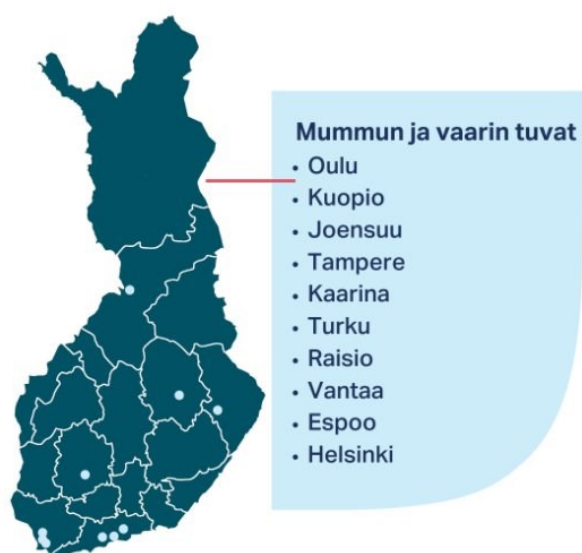 Mummun ja vaarin tuvat
• Oulu
• Kuopio
• Joensuu
• Tampere
• Kaarina
• Turku
• Raisio
• Vantaa
• Espoo
• Helsinki